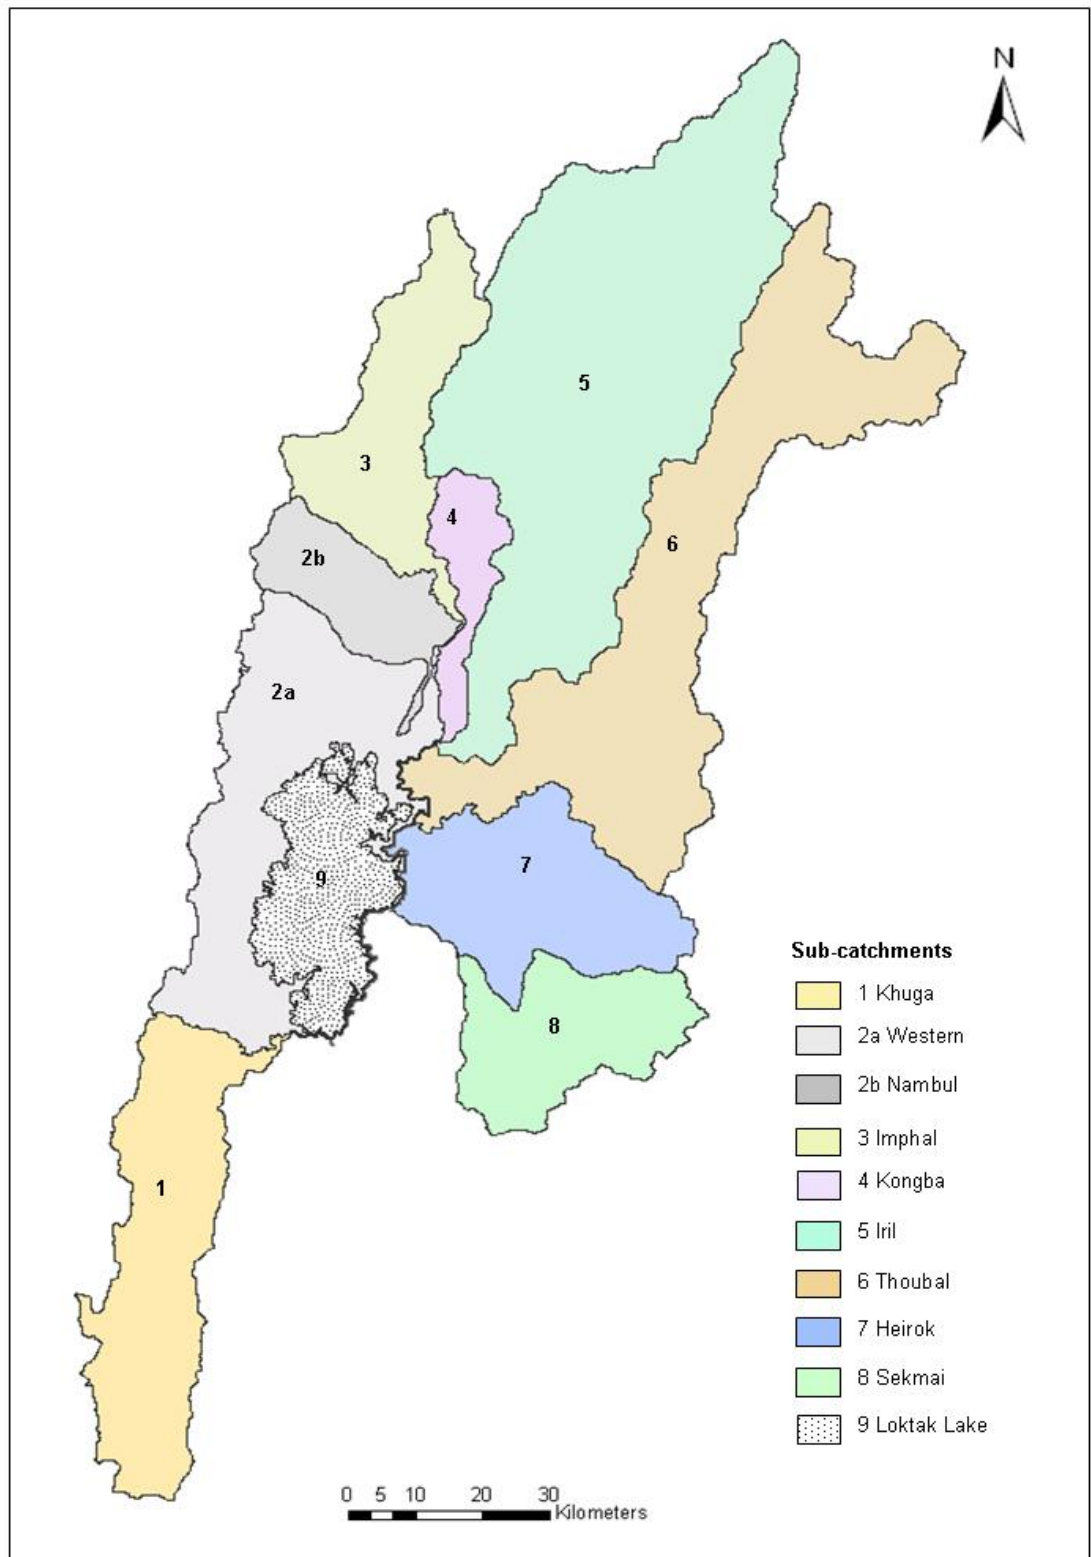 N
5
3
4
6
2b
2a
7
9
8
1
Sub-catchments
1 Khuga
2a Western
2b Nambul
3 Imphal
4 Kongba
5 Iril
6 Thoubal
7 Heirok
8 Sekmai
9 Loktak Lake
0 5 10 20 30
Kilometers